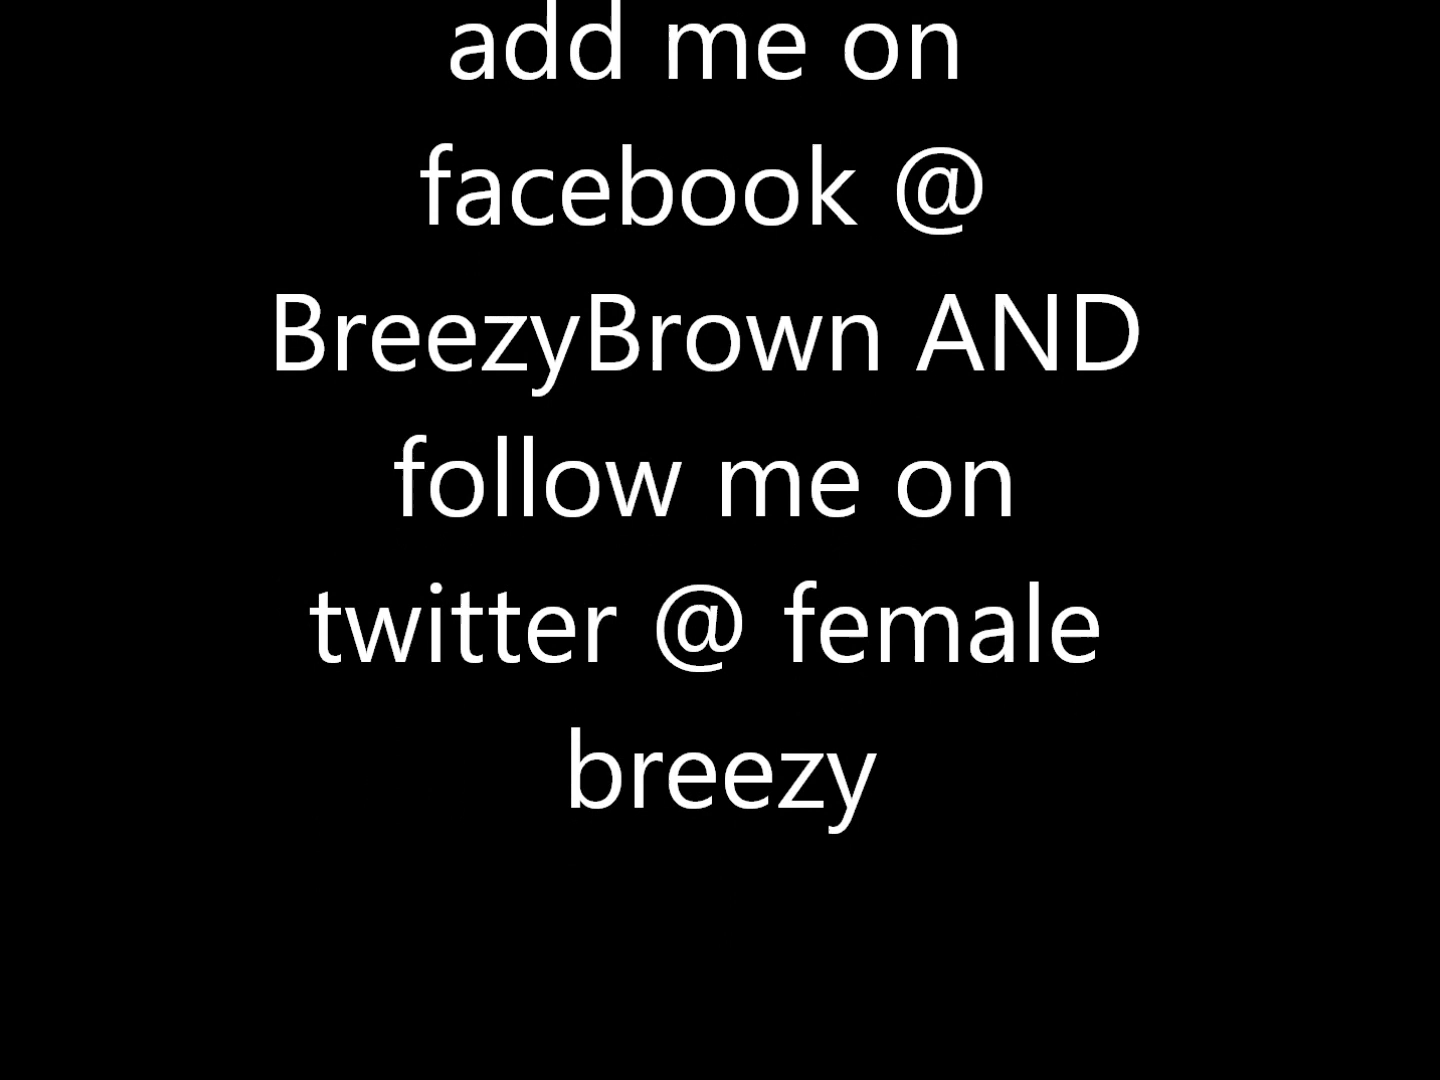 add me on
facebook @
BreezyBrown AND
follow me on
twitter @ female
breezy